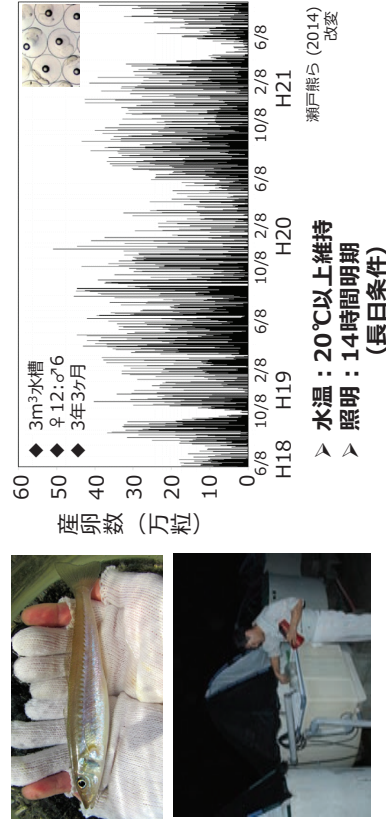 産卵数（万粒）
60
50
40
30
20
10
0
◆ 3m³水槽
◆ ♀12:♂6
◆ 3年3ヶ月
6/8 10/8 2/8 6/8 10/8 2/8 6/8 10/8 2/8 6/8
H18 H19 H20 H21
瀬戸熊ら (2014)
改変
➢ 水温：20℃以上維持
➢ 照明：14時間明期
（長日条件）